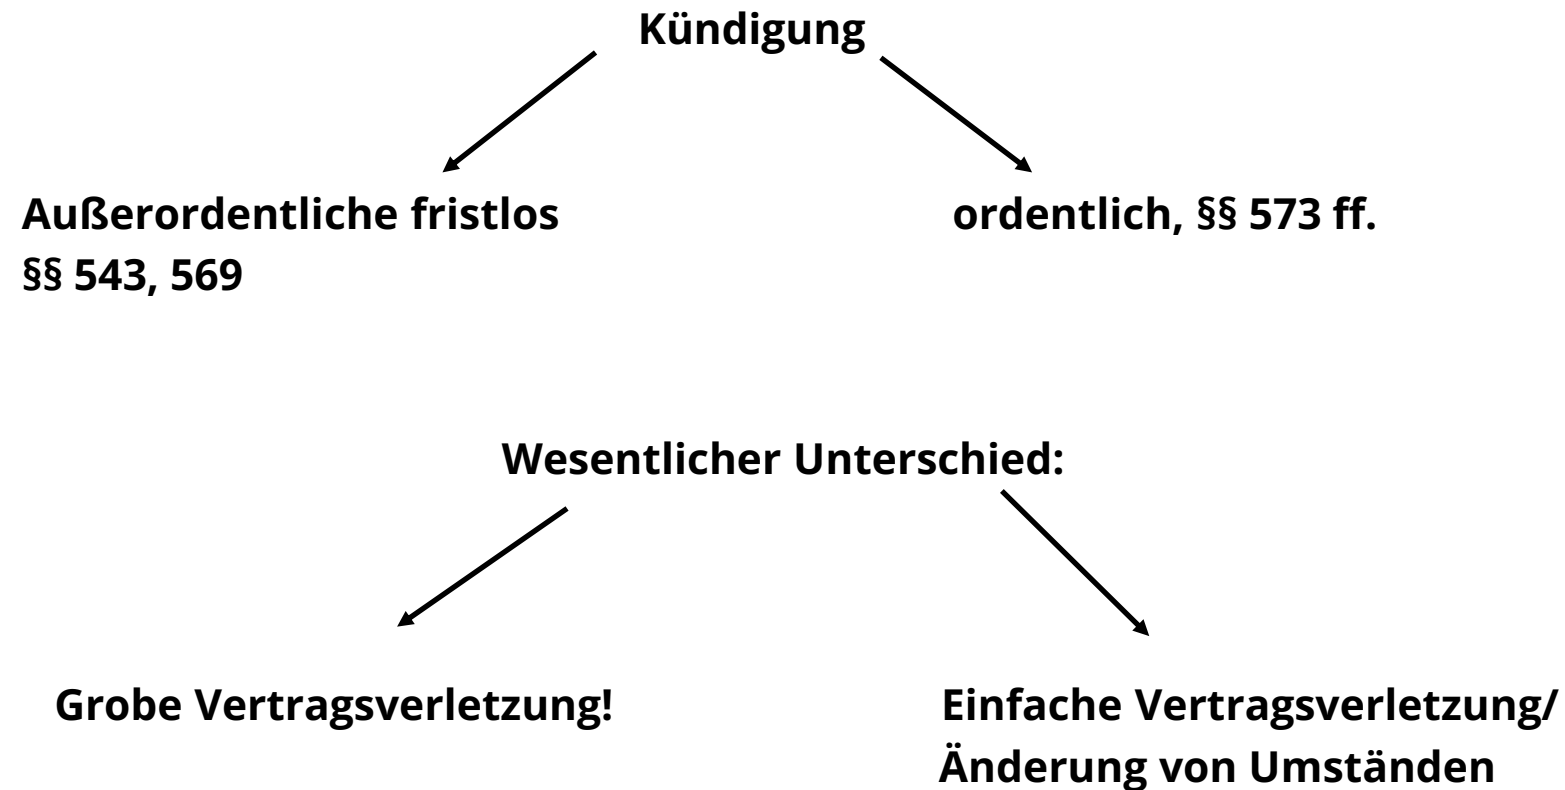 Kündigung
Außerordentliche fristlos
§§ 543, 569
ordentlich, §§ 573 ff.
Wesentlicher Unterschied:
Grobe Vertragsverletzung!
Einfache Vertragsverletzung/
Änderung von Umständen